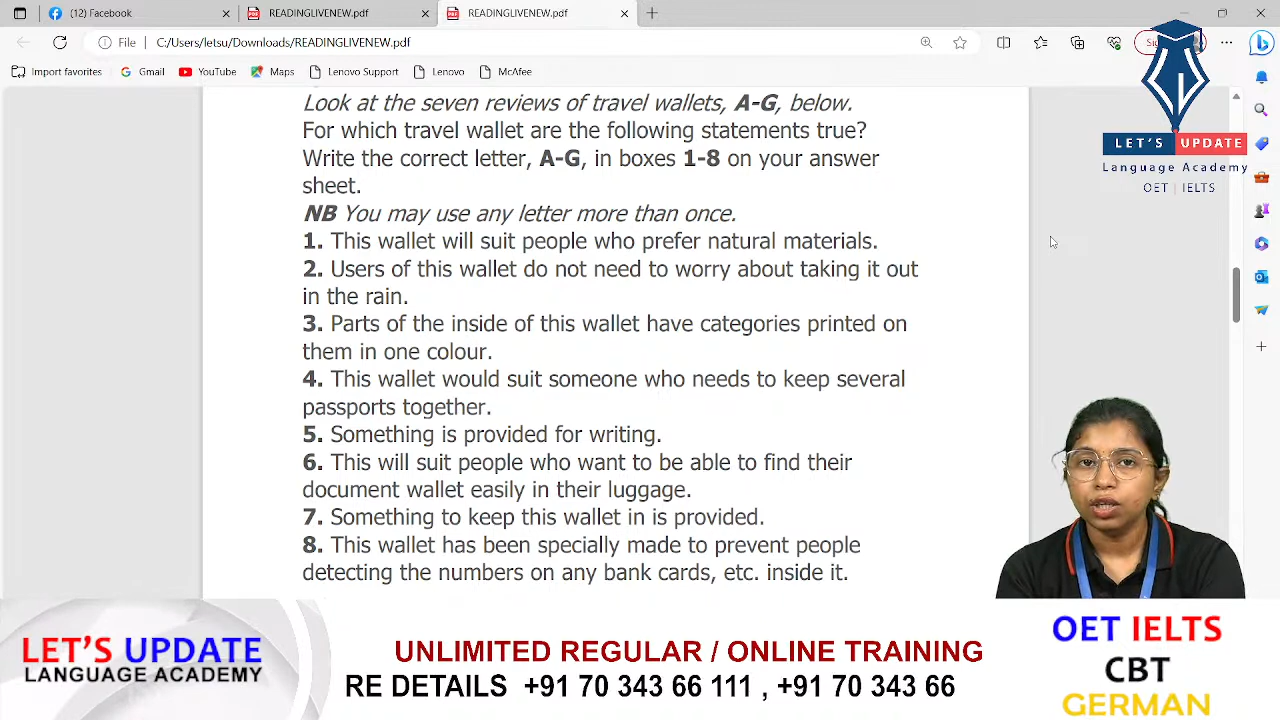 (12) Facebook
READINGLIVENEW.pdf
READINGLIVENEW.pdf
File
C:/Users/letsu/Downloads/READINGLIVENEW.pdf
Import favorites
Gmail
YouTube
Maps
Lenovo Support
Lenovo
McAfee
LET'S UPDATE
Language Academy
OET | IELTS
Look at the seven reviews of travel wallets, A-G, below.
For which travel wallet are the following statements true?
Write the correct letter, A-G, in boxes 1-8 on your answer
sheet.
NB You may use any letter more than once.
1. This wallet will suit people who prefer natural materials.
2. Users of this wallet do not need to worry about taking it out
in the rain.
3. Parts of the inside of this wallet have categories printed on
them in one colour.
4. This wallet would suit someone who needs to keep several
passports together.
5. Something is provided for writing.
6. This will suit people who want to be able to find their
document wallet easily in their luggage.
7. Something to keep this wallet in is provided.
8. This wallet has been specially made to prevent people
detecting the numbers on any bank cards, etc. inside it.
LET'S UPDATE
LANGUAGE ACADEMY
UNLIMITED REGULAR / ONLINE TRAINING
RE DETAILS +91 70 343 66 111 , +91 70 343 66
OET IELTS
CBT
GERMAN